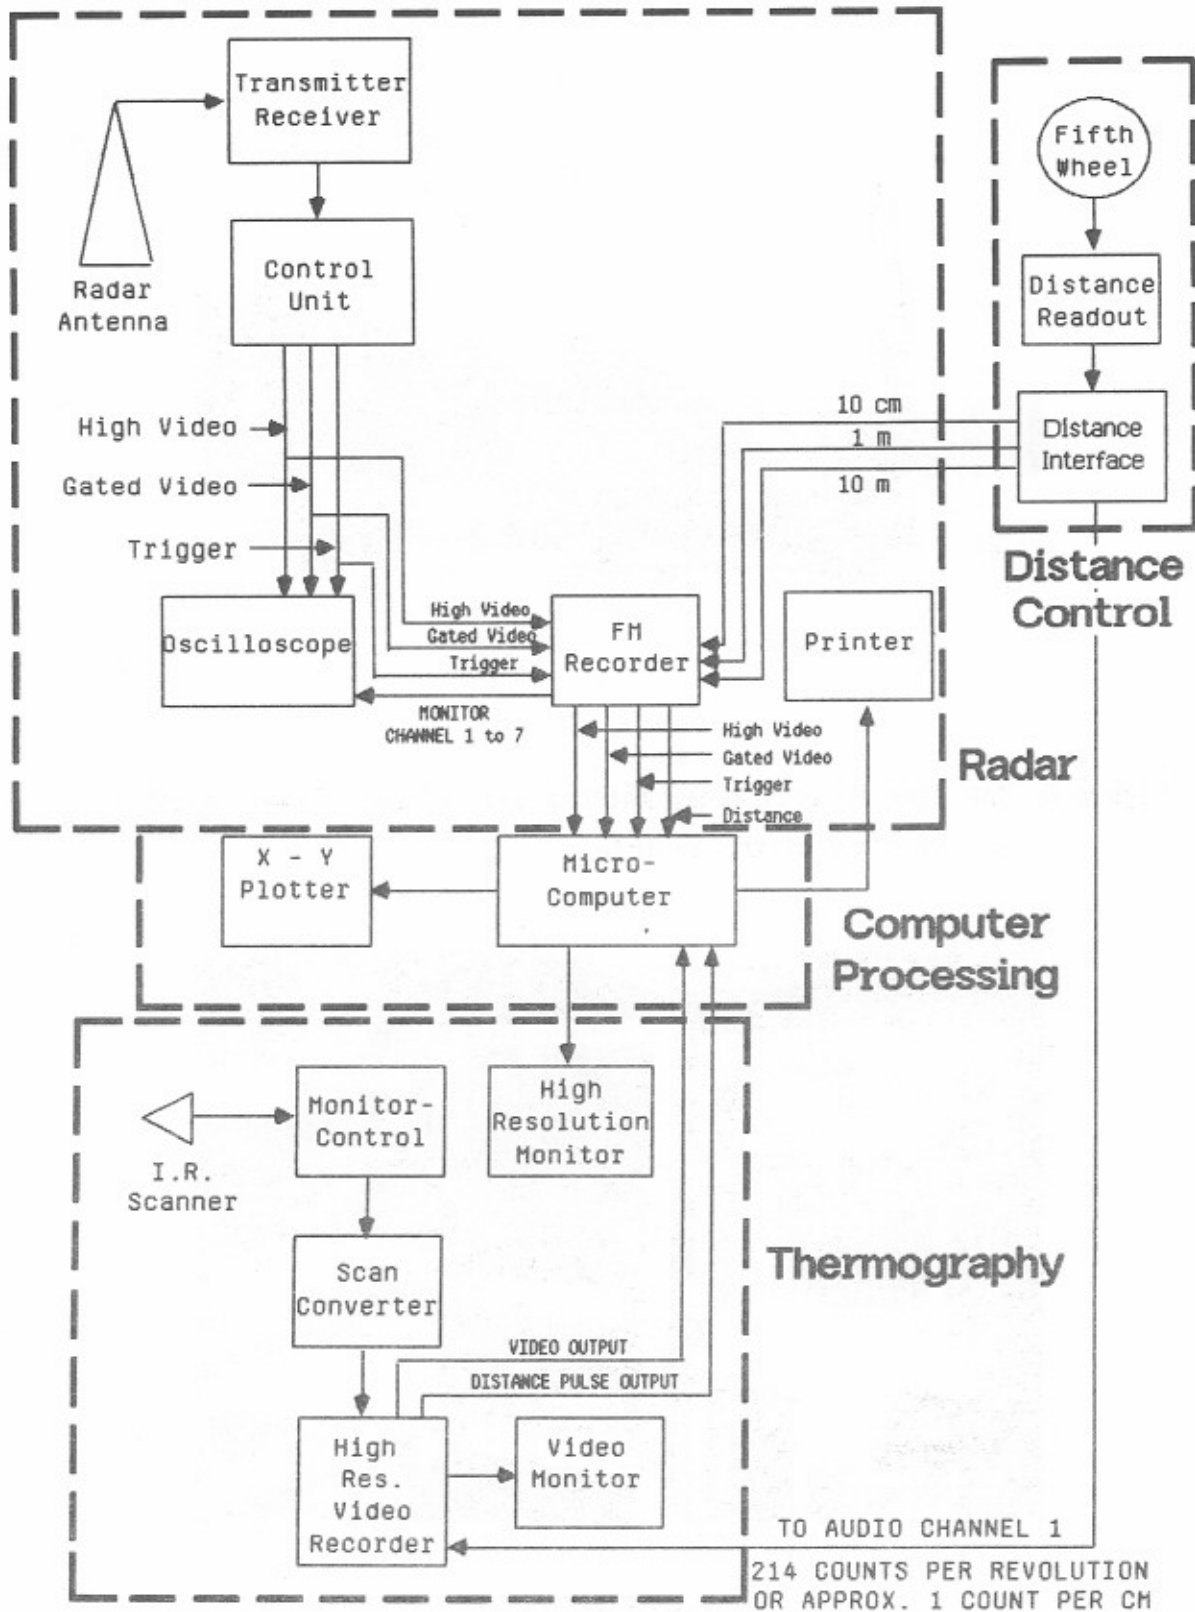 Transmitter
Receiver
Radar
Antenna
Control
Unit
High Video
Gated Video
Trigger
Oscilloscope
High Video
Gated Video
Trigger
MONITOR
CHANNEL 1 to 7
FM
Recorder
High Video
Gated Video
Trigger
Distance
Printer
Radar
Fifth
Wheel
Distance
Readout
Distance
Interface
10 cm
1 m
10 m
Distance
Control
X - Y
Plotter
Micro-
Computer
Computer
Processing
I.R.
Scanner
Monitor-
Control
High
Resolution
Monitor
Scan
Converter
Thermography
VIDEO OUTPUT
DISTANCE PULSE OUTPUT
High
Res.
Video
Recorder
Video
Monitor
TO AUDIO CHANNEL 1
214 COUNTS PER REVOLUTION
OR APPROX. 1 COUNT PER CM